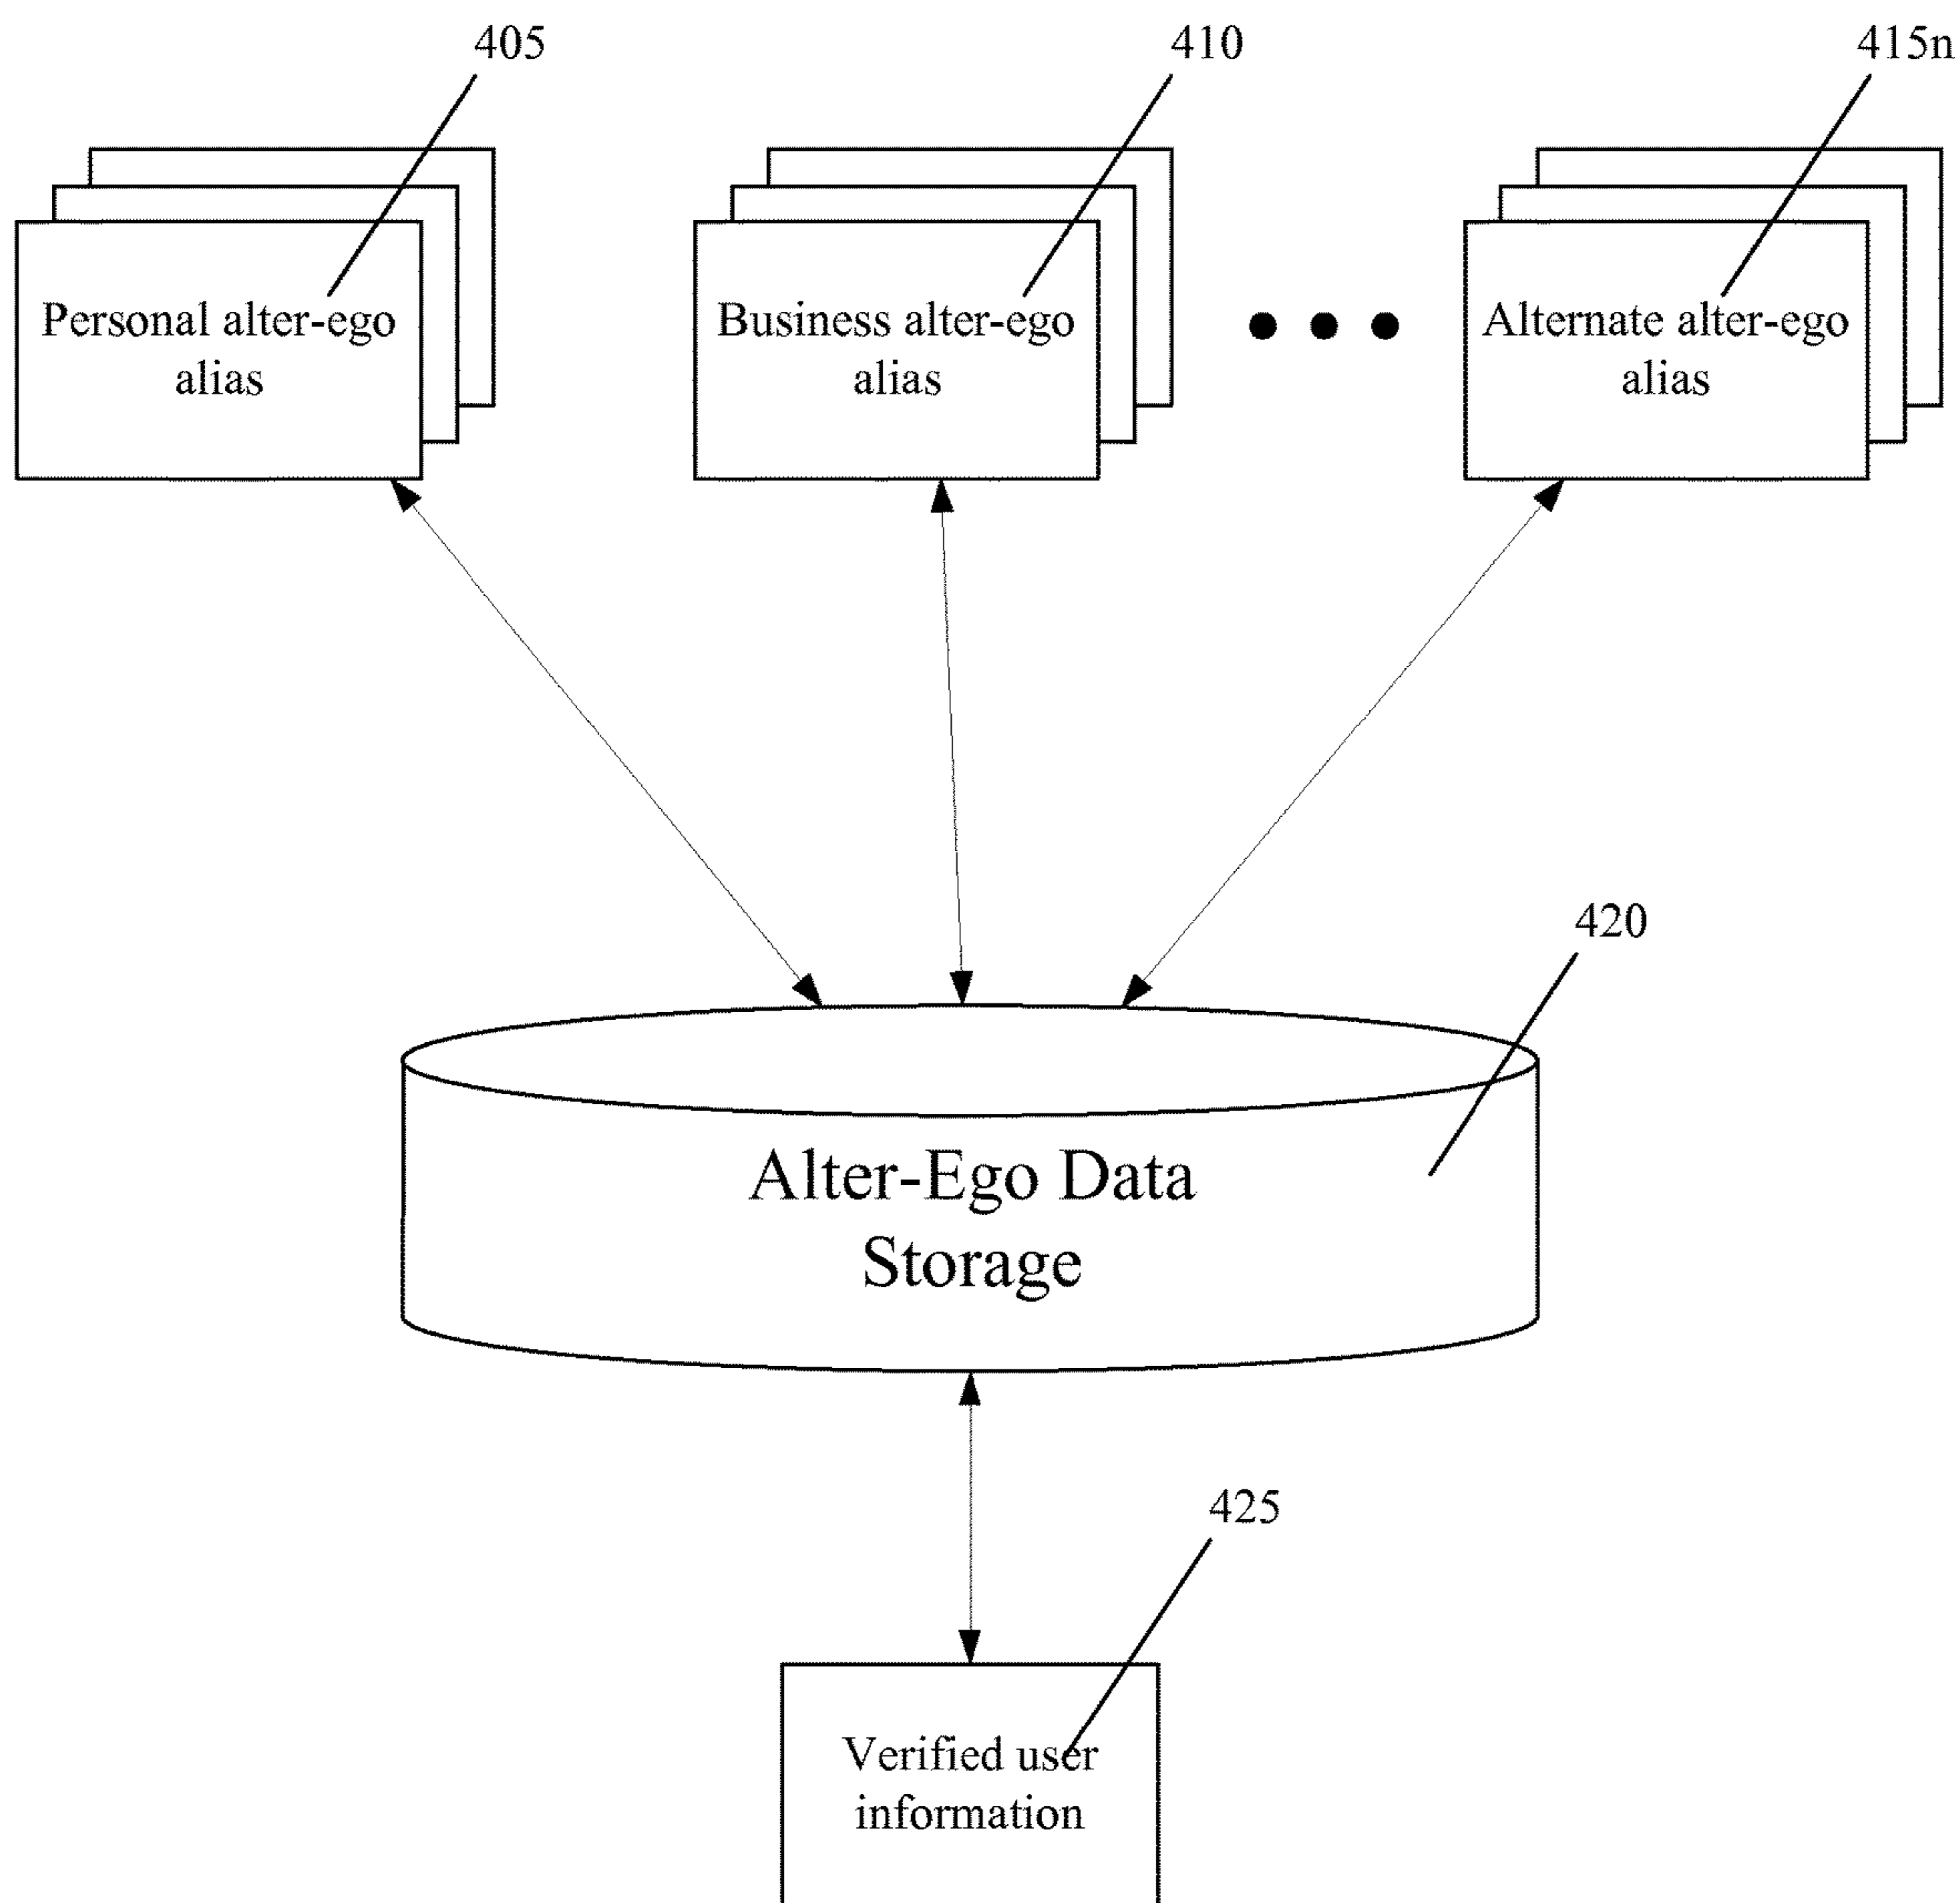 405
410
415n
Personal alter-ego
alias
Business alter-ego
alias
Alternate alter-ego
alias
420
Alter-Ego Data
Storage
425
Verified user
information